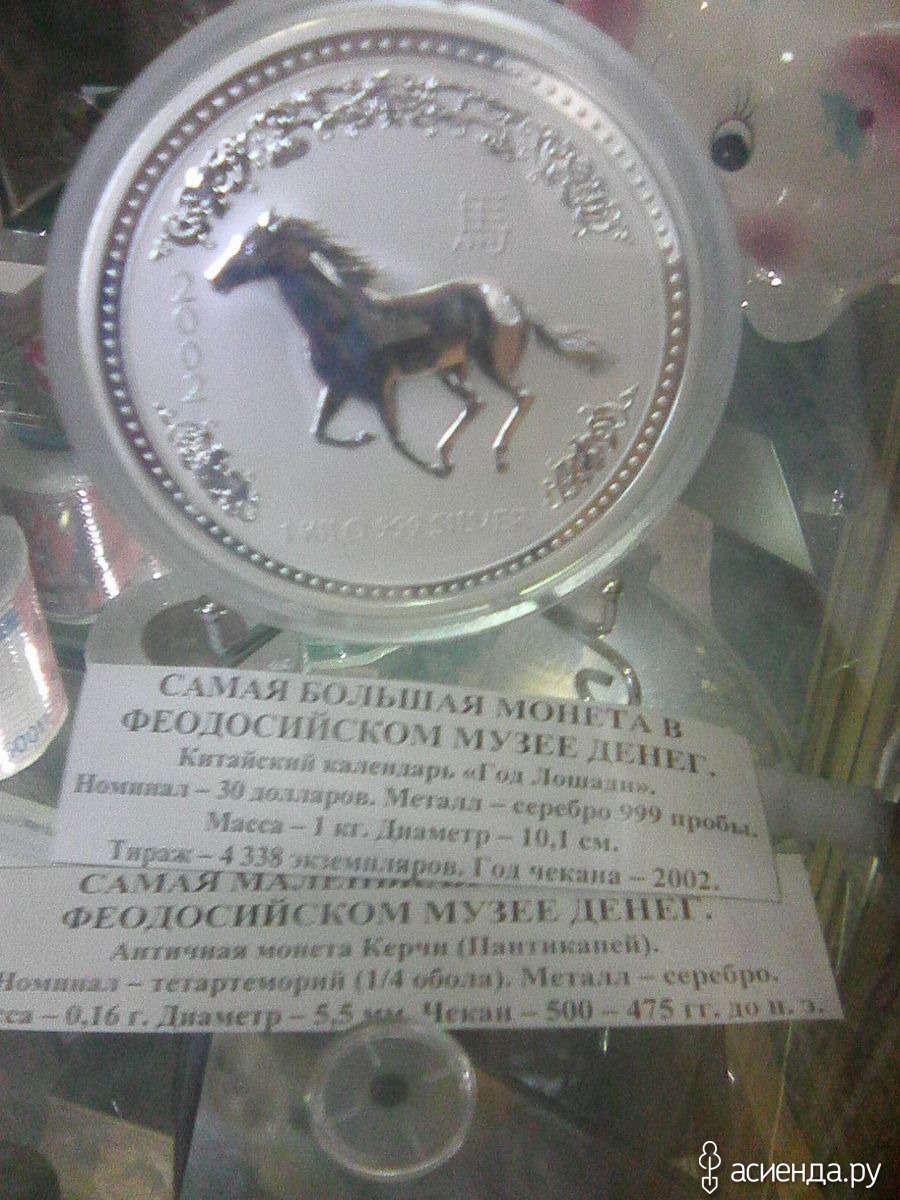 馬
2002
1 KILO 999 SILVER
САМАЯ БОЛЬШАЯ МОНЕТА В
ФЕОДОСИЙСКОМ МУЗЕЕ ДЕНЕГ.
Китайский календарь «Год Лошади».
Номинал – 30 долларов. Металл – серебро 999 пробы.
Масса – 1 кг. Диаметр – 10,1 см.
Тираж – 4 338 экземпляров. Год чекана – 2002.
САМАЯ
ФЕОДОСИЙСКОМ МУЗЕЕ ДЕНЕГ.
Античная монета Керчи (Пантикапей).
Номинал – тетартеморий (1/4 обола). Металл – серебро.
сса – 0,16 г. Диаметр – 5,5 мм. Чекан – 500 – 475 гг. до н. э.
асиенда.ру